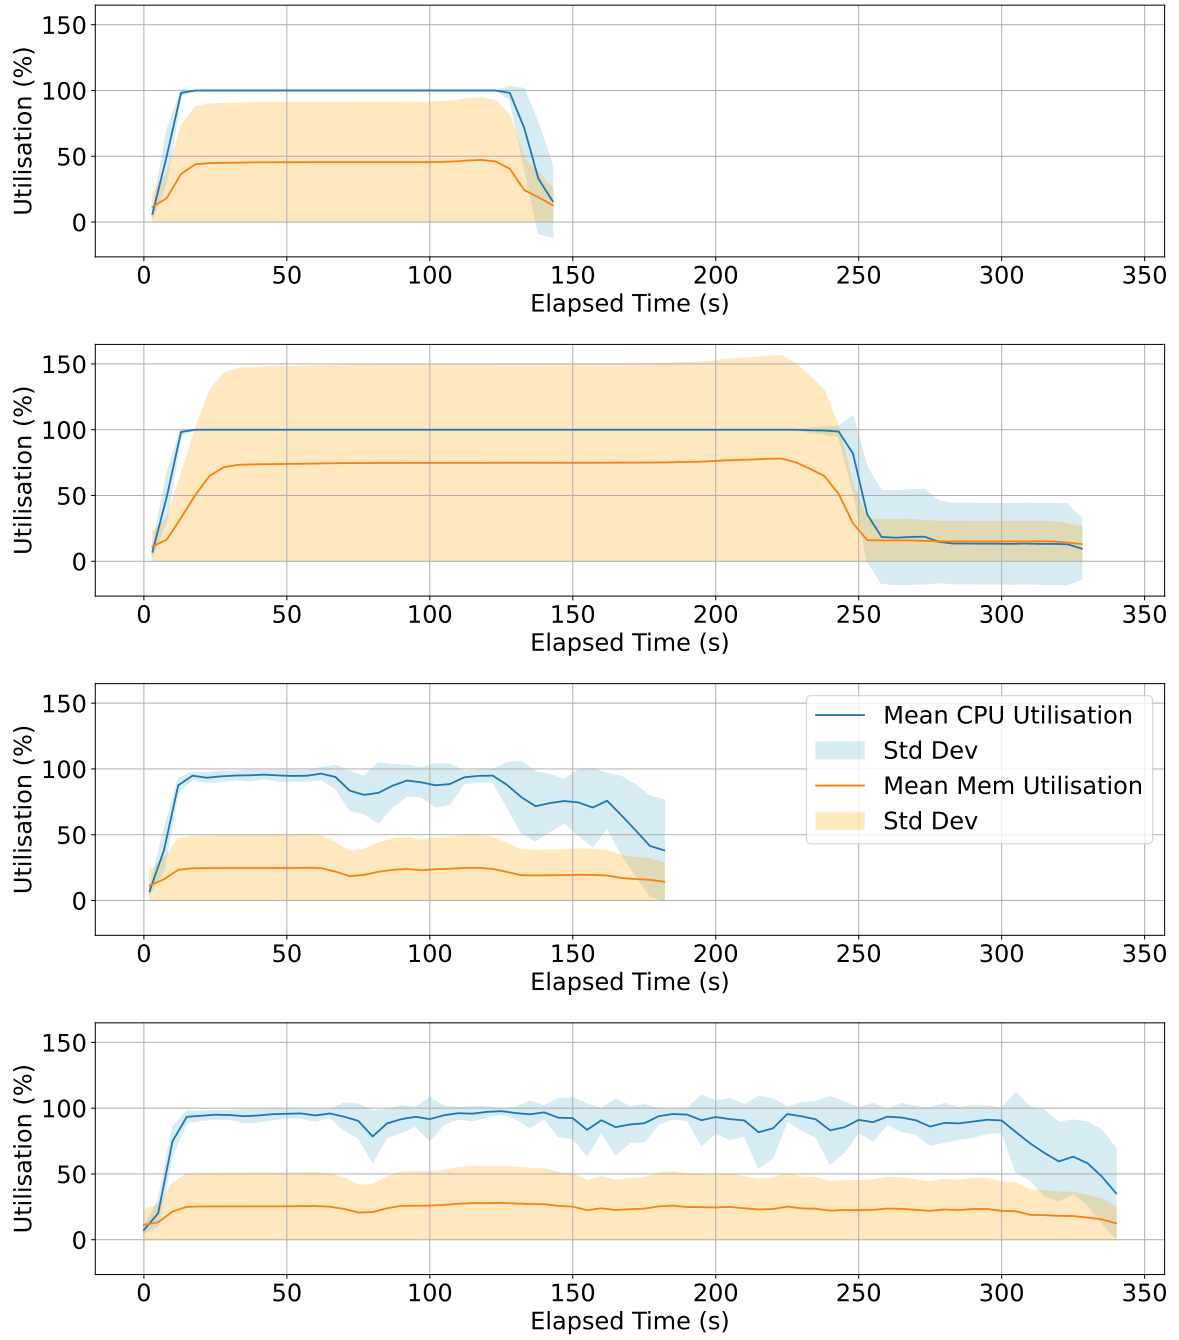 Utilisation (%)
150
100
50
0
0 50 100 150 200 250 300 350
Elapsed Time (s)
Utilisation (%)
150
100
50
0
0 50 100 150 200 250 300 350
Elapsed Time (s)
Utilisation (%)
150
100
50
0
Mean CPU Utilisation
Std Dev
Mean Mem Utilisation
Std Dev
0 50 100 150 200 250 300 350
Elapsed Time (s)
Utilisation (%)
150
100
50
0
0 50 100 150 200 250 300 350
Elapsed Time (s)